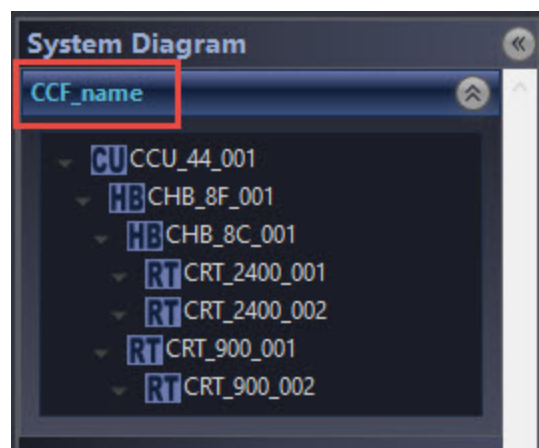 System Diagram
CCF_name
CU CCU_44_001
HB CHB_8F_001
HB CHB_8C_001
RT CRT_2400_001
RT CRT_2400_002
RT CRT_900_001
RT CRT_900_002